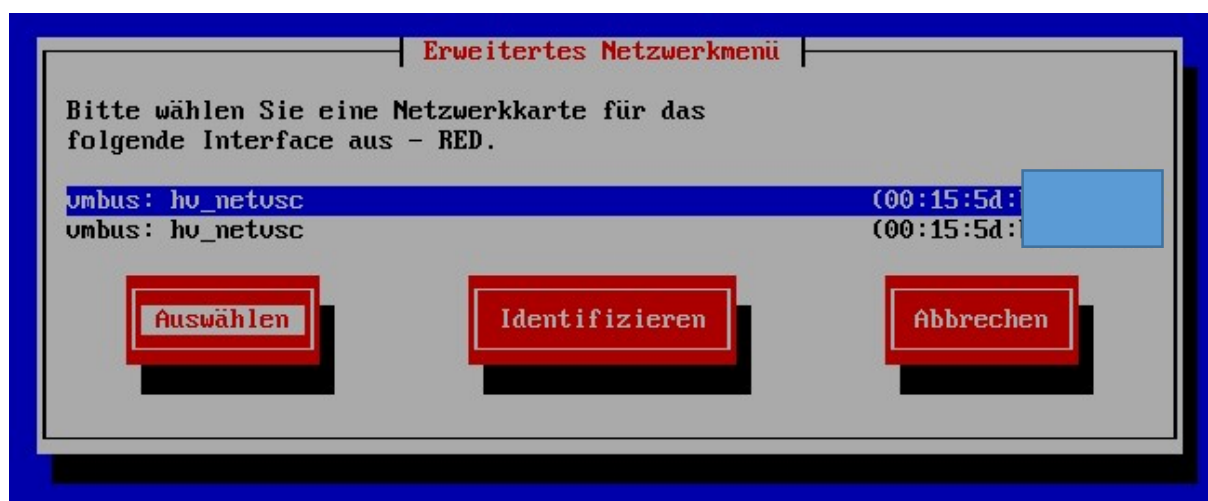 Erweitertes Netzwerkmenü
Bitte wählen Sie eine Netzwerkkarte für das
folgende Interface aus – RED.
vmbus: hv_netvsc (00:15:5d:
vmbus: hv_netvsc (00:15:5d:
Auswählen Identifizieren Abbrechen